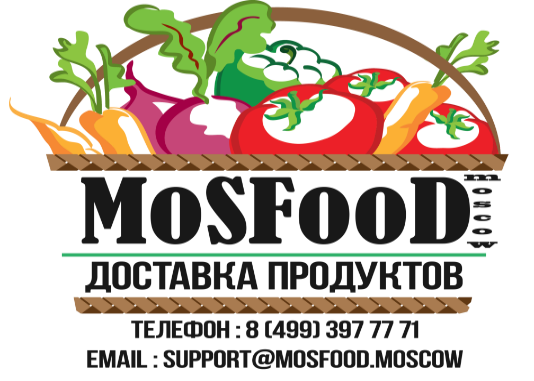 MoSFooD moscow
ДОСТАВКА ПРОДУКТОВ
ТЕЛЕФОН : 8 (499) 397 77 71
EMAIL : SUPPORT@MOSFOOD.MOSCOW